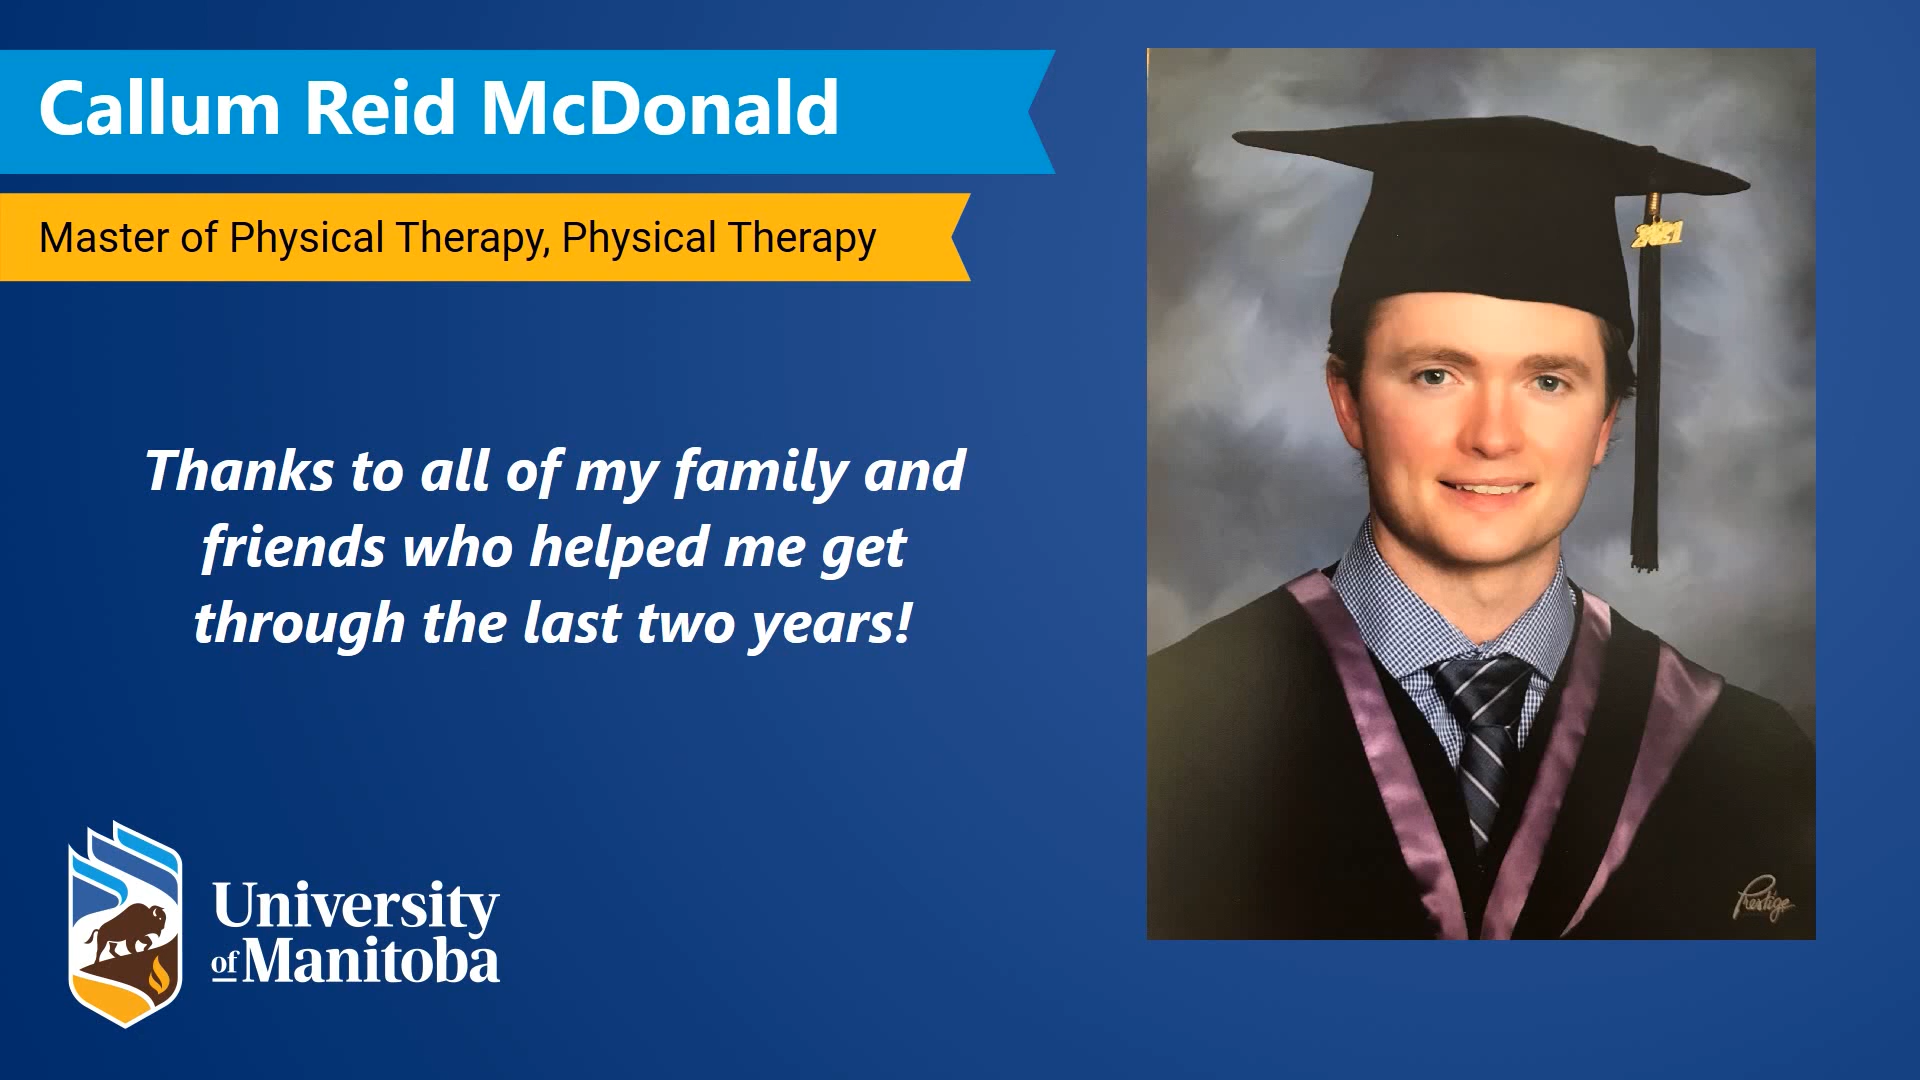 Callum Reid McDonald
Master of Physical Therapy, Physical Therapy
Thanks to all of my family and
friends who helped me get
through the last two years!
University
of Manitoba
2021
Prestige